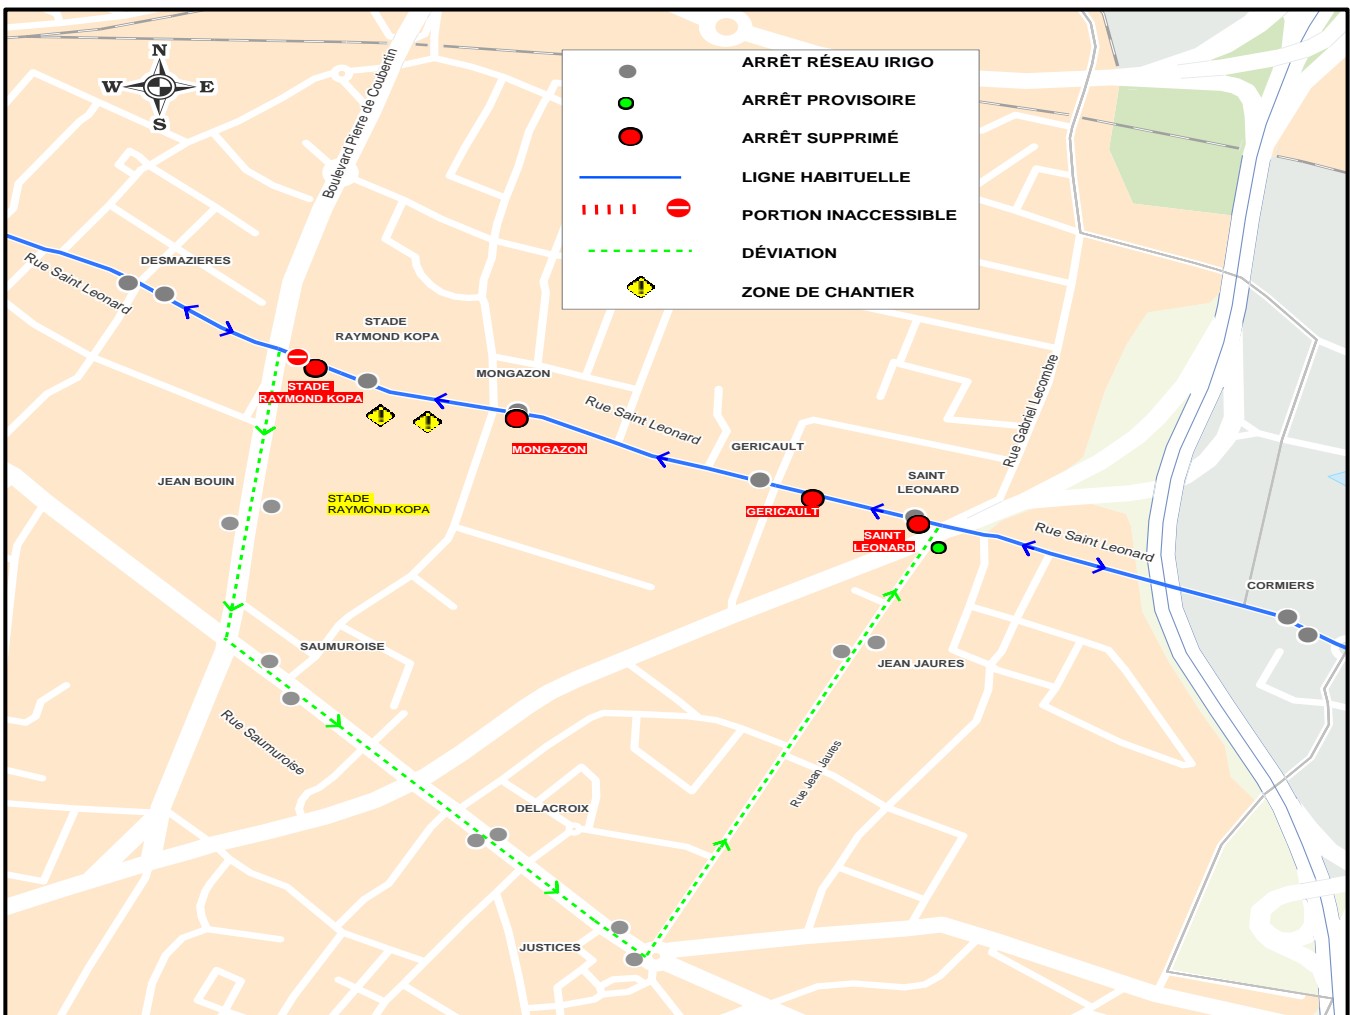 N
W
E
S
Boulevard Pierre de Coubertin
ARRÊT RÉSEAU IRIGO
ARRÊT PROVISOIRE
ARRÊT SUPPRIMÉ
LIGNE HABITUELLE
PORTION INACCESSIBLE
DÉVIATION
ZONE DE CHANTIER
Rue Saint Leonard
DESMAZIERES
STADE
RAYMOND KOPA
STADE
RAYMOND KOPA
MONGAZON
MONGAZON
Rue Saint Leonard
Rue Gabriel Lecombre
GERICAULT
GERICAULT
SAINT
LEONARD
SAINT
LEONARD
Rue Saint Leonard
CORMIERS
JEAN BOUIN
STADE
RAYMOND KOPA
SAUMUROISE
Rue Saumuroise
JEAN JAURES
Rue Jean Jaures
DELACROIX
JUSTICES